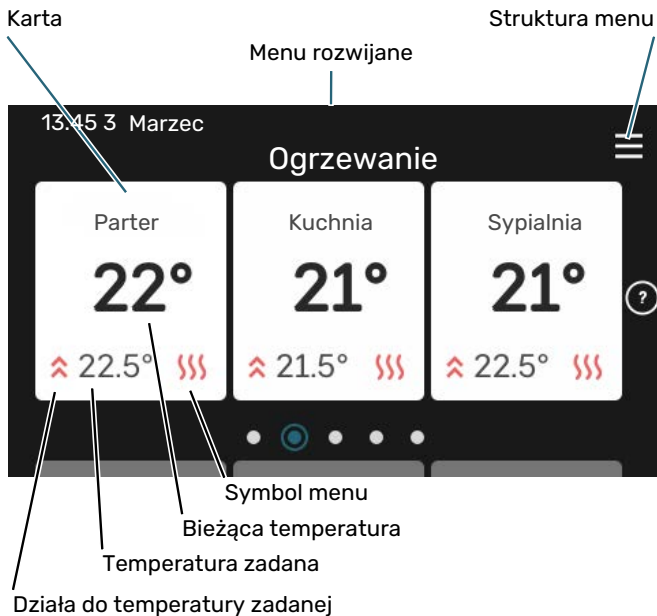 Karta
Struktura menu
Menu rozwijane
13.45 3 Marzec
Ogrzewanie
Parter
Kuchnia
Sypialnia
22°
21°
21°
?
22.5°
21.5°
22.5°
Symbol menu
Bieżąca temperatura
Temperatura zadana
Działa do temperatury zadanej